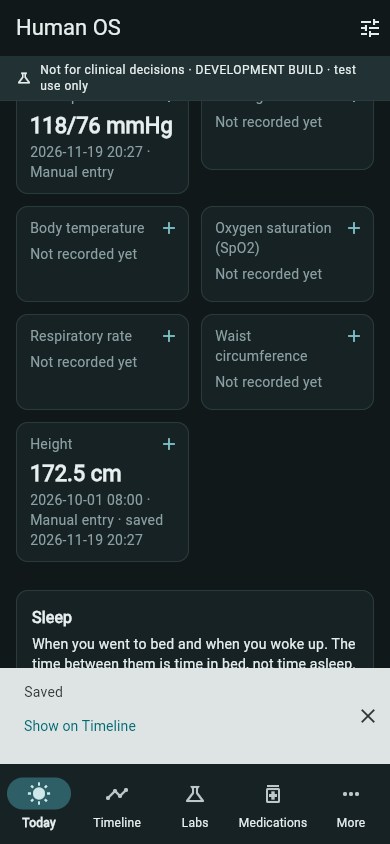 Human OS
Not for clinical decisions · DEVELOPMENT BUILD · test
use only
118/76 mmHg
2026-11-19 20:27 ·
Manual entry
Not recorded yet
Body temperature
Not recorded yet
Oxygen saturation
(SpO2)
Not recorded yet
Respiratory rate
Not recorded yet
Waist
circumference
Not recorded yet
Height
172.5 cm
2026-10-01 08:00 ·
Manual entry · saved
2026-11-19 20:27
Sleep
When you went to bed and when you woke up. The
time between them is time in bed, not time asleep.
Saved
Show on Timeline
Today
Timeline
Labs
Medications
More